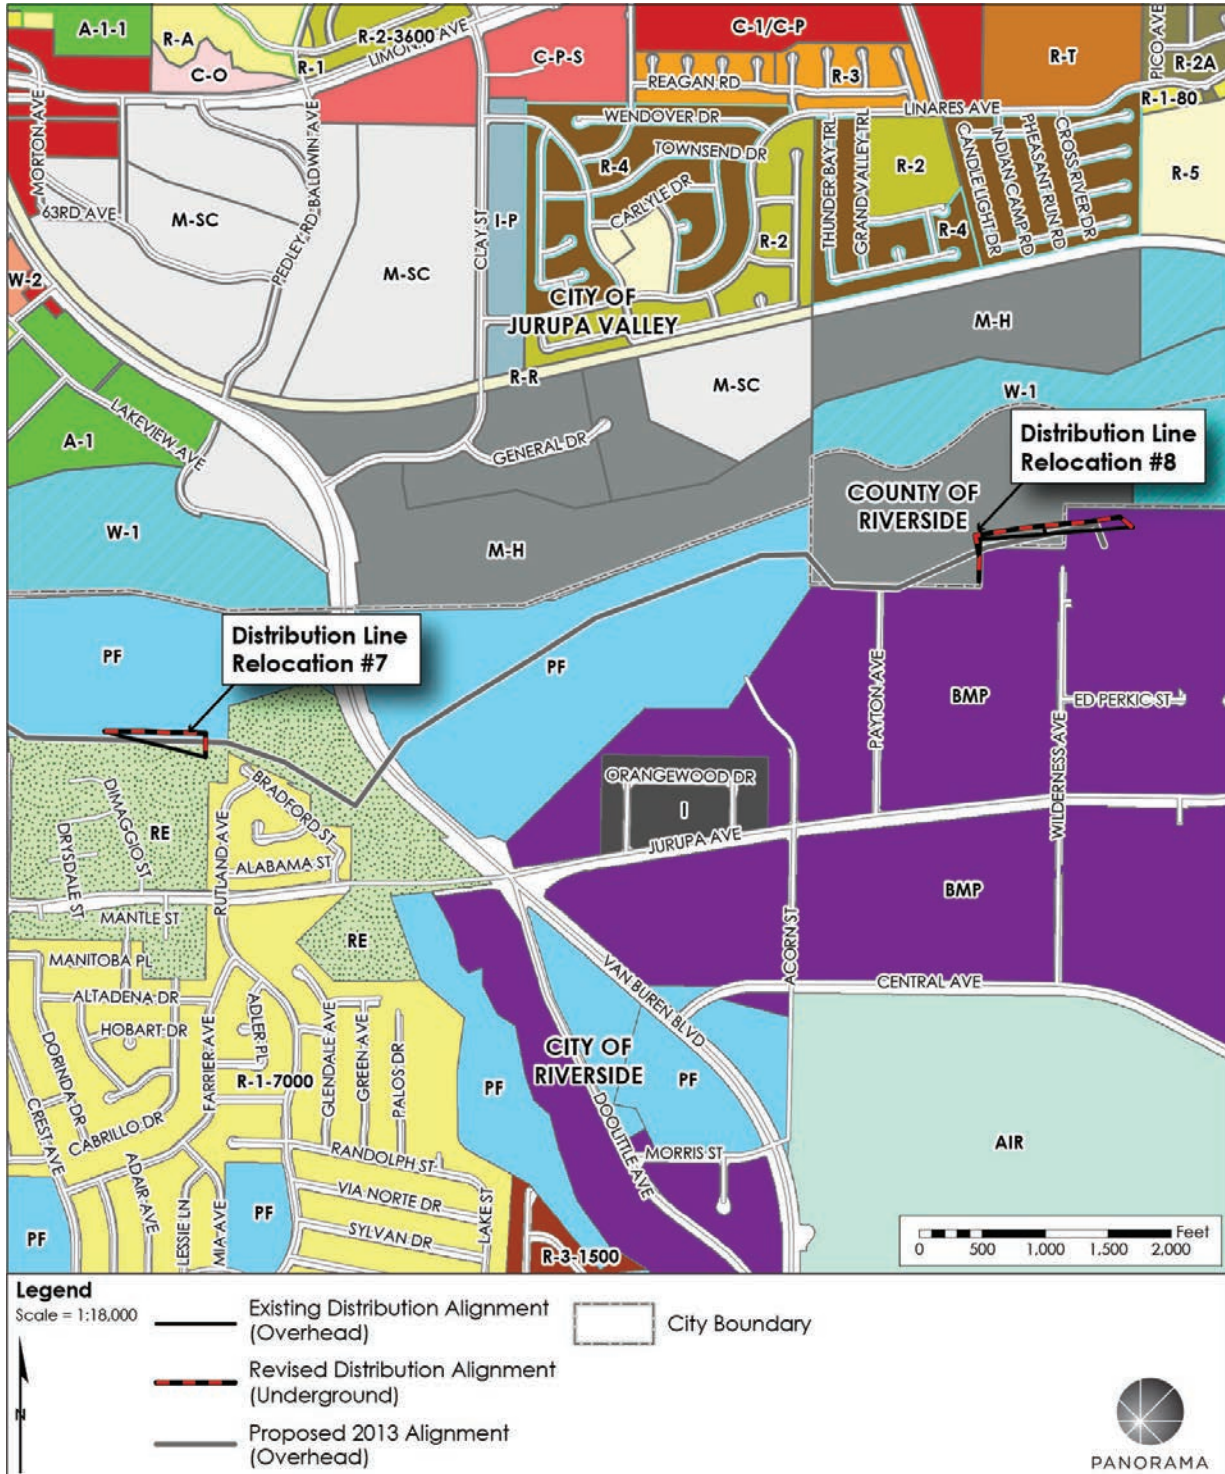 A-1-1
R-A
R-2-3600
C-O
R-1
LIMONITE AVE
C-P-S
C-1/C-P
R-3
REAGAN RD
R-T
PICO AVE
R-2A
R-1-80
LINARES AVE
WENDOVER DR
TOWNSEND DR
R-4
CARLYLE DR
R-2
THUNDER BAY TRL
GRAND VALLEY TRL
R-2
R-4
CANDLE LIGHT DR
INDIAN CAMP RD
PHEASANT RUN RD
CROSS RIVER DR
R-5
MORTON AVE
63RD AVE
M-SC
BALDWIN AVE
PEDLEY RD
M-SC
CLAY ST
I-P
W-2
CITY OF
JURUPA VALLEY
M-H
R-R
M-SC
W-1
A-1
LAKEVIEW AVE
GENERAL DR
Distribution Line
Relocation #8
COUNTY OF
RIVERSIDE
W-1
M-H
PF
Distribution Line
Relocation #7
PF
PAYTON AVE
BMP
ED PERKIC ST
WILDERNESS AVE
ORANGEWOOD DR
I
JURUPA AVE
DIMAGGIO ST
DRYSDALE ST
RE
BRADFORD ST
RUTLAND AVE
ALABAMA ST
MANTLE ST
RE
BMP
ACORN ST
MANITOBA PL
ALTADENA DR
HOBART DR
ADLER PL
VAN BUREN BLVD
CENTRAL AVE
DORINDA DR
FARRIER AVE
GLENDALE AVE
GREEN AVE
PALOS DR
R-1-7000
CITY OF
RIVERSIDE
PF
PF
CREST AVE
CABRILLO DR
DOOLITTLE AVE
MORRIS ST
AIR
RANDOLPH ST
ADAIR AVE
LESSIE LN
MIA AVE
PF
PF
VIA NORTE DR
SYLVAN DR
LAKE ST
R-3-1500
Feet
0 500 1,000 1,500 2,000
Legend
Scale = 1:18,000
N
Existing Distribution Alignment
(Overhead)
Revised Distribution Alignment
(Underground)
Proposed 2013 Alignment
(Overhead)
City Boundary
PANORAMA